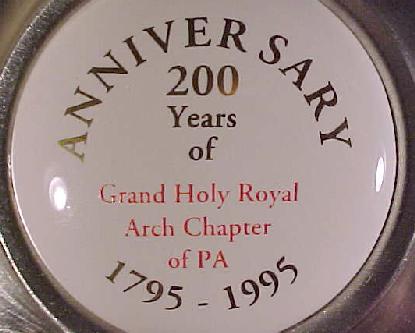 ANNIVERSARY
200
Years
of
Grand Holy Royal
Arch Chapter
of PA
1795 - 1995